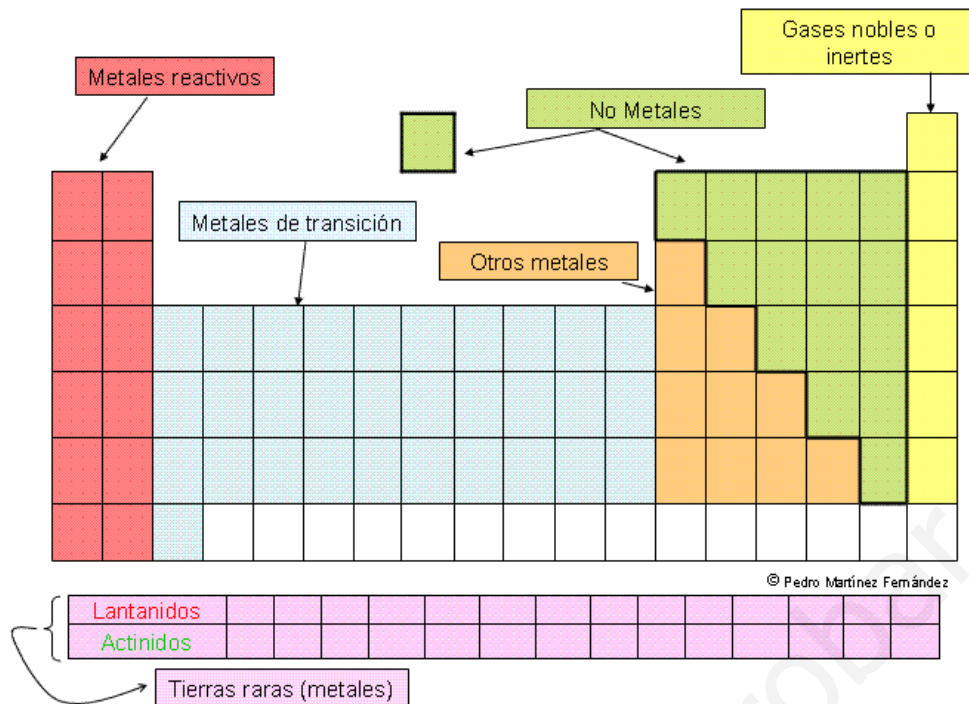 Gases nobles o
inertes
Metales reactivos
No Metales
Metales de transición
Otros metales
© Pedro Martínez Fernández
Lantanidos
Actinidos
Tierras raras (metales)